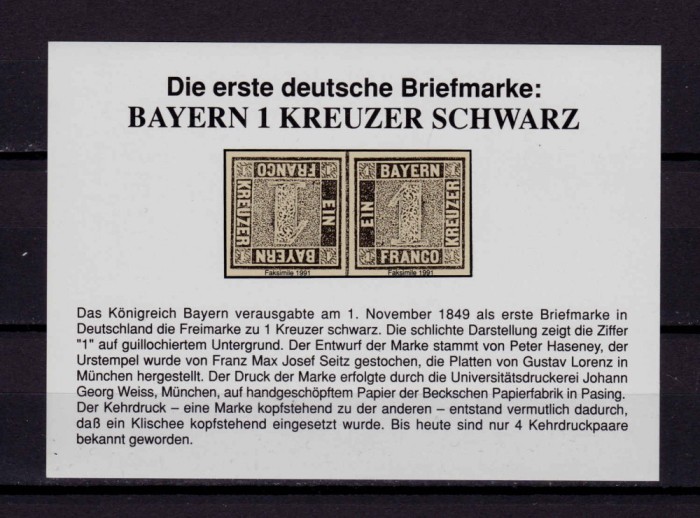 Die erste deutsche Briefmarke:
BAYERN 1 KREUZER SCHWARZ
FRANCO
KREUZER
1
EIN
BAYERN
BAYERN
EIN
1
KREUZER
FRANCO
Faksimile 1991
Faksimile 1991
Das Königreich Bayern verausgabte am 1. November 1849 als erste Briefmarke in
Deutschland die Freimarke zu 1 Kreuzer schwarz. Die schlichte Darstellung zeigt die Ziffer
"1" auf guillochiertem Untergrund. Der Entwurf der Marke stammt von Peter Haseney, der
Urstempel wurde von Franz Max Josef Seitz gestochen, die Platten von Gustav Lorenz in
München hergestellt. Der Druck der Marke erfolgte durch die Universitätsdruckerei Johann
Georg Weiss, München, auf handgeschöpftem Papier der Beckschen Papierfabrik in Pasing.
Der Kehrdruck – eine Marke kopfstehend zu der anderen – entstand vermutlich dadurch,
daß ein Klischee kopfstehend eingesetzt wurde. Bis heute sind nur 4 Kehrdruckpaare
bekannt geworden.